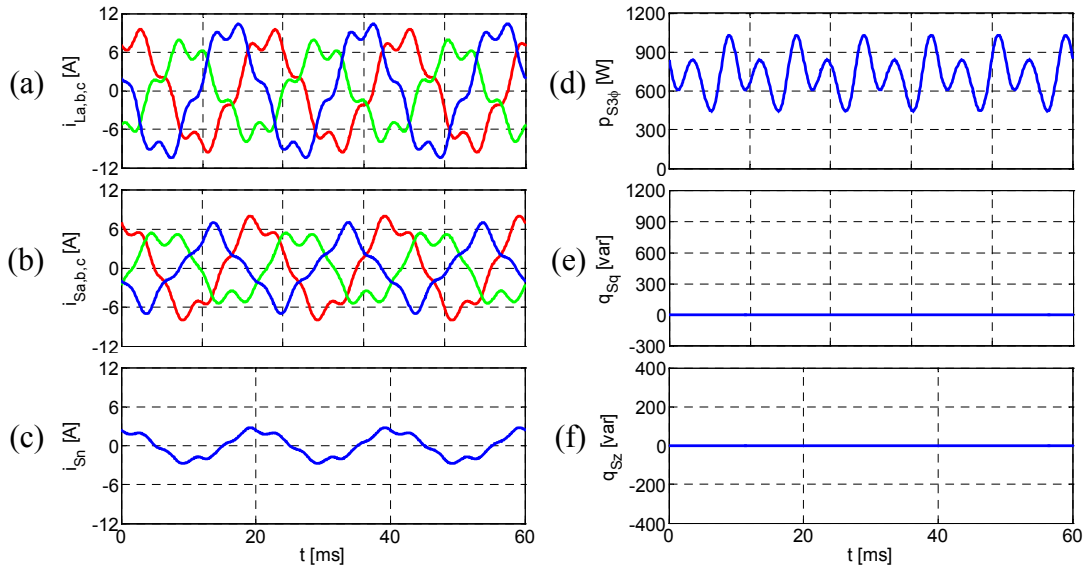 (a)
i_La,b,c [A]
12
6
0
-6
-12
(b)
i_Sa,b,c [A]
12
6
0
-6
-12
(c)
i_Sn [A]
12
6
0
-6
-12
0
20
40
60
t [ms]
(d)
p_S3ϕ [W]
1200
900
600
300
0
(e)
q_Sq [var]
1200
900
600
300
0
-300
(f)
q_Sz [var]
400
200
0
-200
-400
0
20
40
60
t [ms]